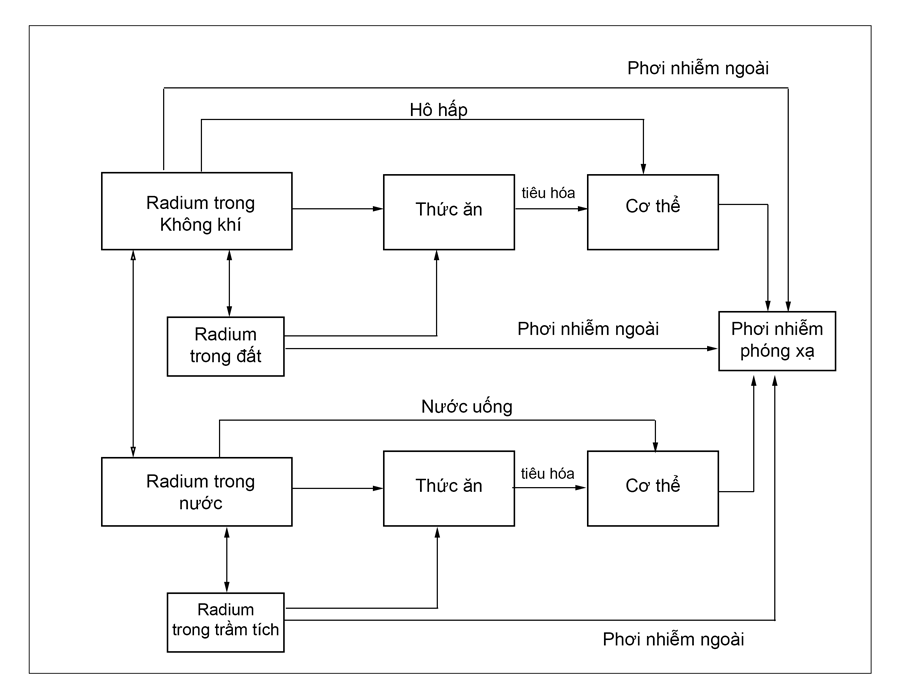 Phơi nhiễm ngoài
Hô hấp
Radium trong
Không khí
Thức ăn
tiêu hóa
Cơ thể
Radium
trong đất
Phơi nhiễm ngoài
Phơi nhiễm
phóng xạ
Nước uống
Radium trong
nước
Thức ăn
tiêu hóa
Cơ thể
Radium
trong trầm tích
Phơi nhiễm ngoài